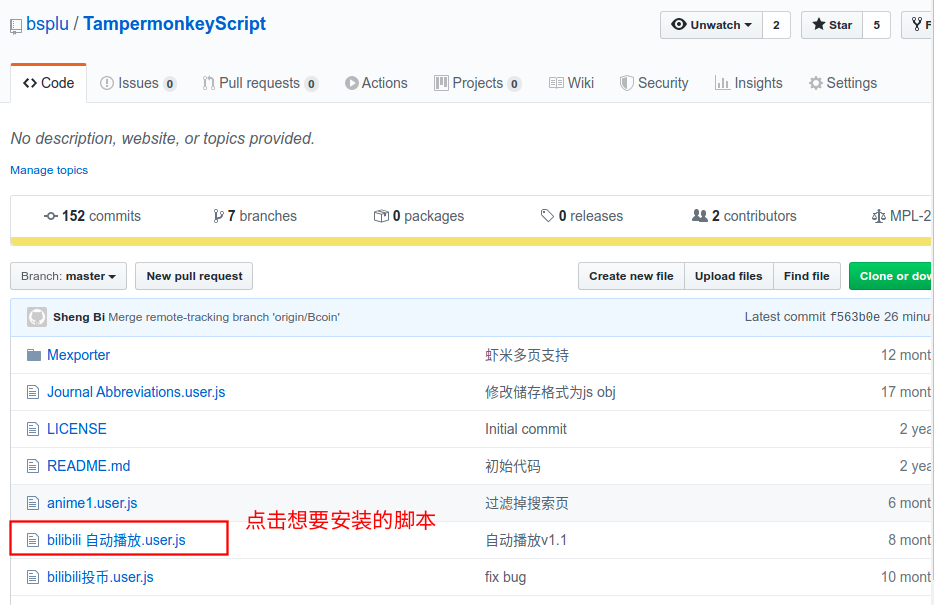 bsplu / TampermonkeyScript
Unwatch 2 Star 5 F
Code Issues 0 Pull requests 0 Actions Projects 0 Wiki Security Insights Settings
No description, website, or topics provided.
Manage topics
152 commits 7 branches 0 packages 0 releases 2 contributors MPL-2
Branch: master New pull request Create new file Upload files Find file Clone or dow
Sheng Bi Merge remote-tracking branch 'origin/Bcoin' Latest commit f563b0e 26 minu
Mexporter 虾米多页支持 12 mont
Journal Abbreviations.user.js 修改储存格式为js obj 17 mont
LICENSE Initial commit 2 yea
README.md 初始代码 2 yea
anime1.user.js 过滤掉搜索页 6 mont
点击想要安装的脚本
bilibili 自动播放.user.js 自动播放v1.1 8 mont
bilibili投币.user.js fix bug 10 mont